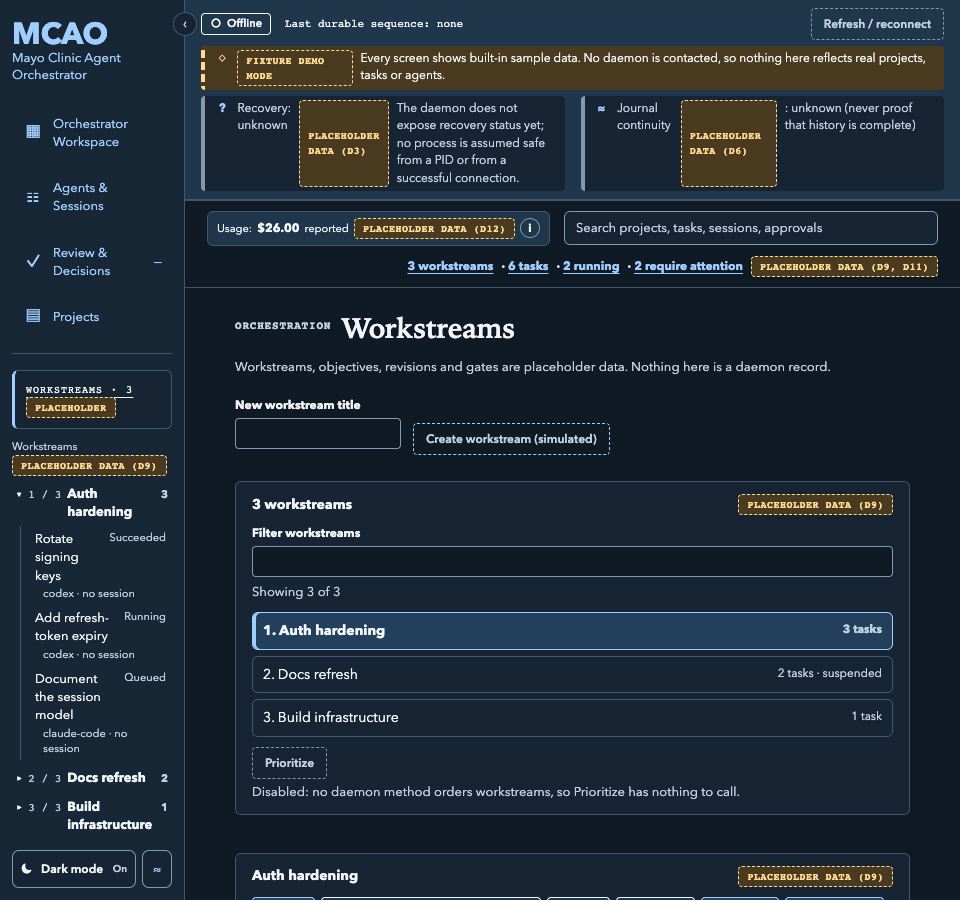 MCAO
Mayo Clinic Agent
Orchestrator
Orchestrator
Workspace
Agents &
Sessions
Review &
Decisions
–
Projects
WORKSTREAMS · 3
PLACEHOLDER
Workstreams
PLACEHOLDER DATA (D9)
▾ 1 / 3 Auth hardening 3
Rotate signing keys Succeeded
codex · no session
Add refresh-token expiry Running
codex · no session
Document the session model Queued
claude-code · no
session
▸ 2 / 3 Docs refresh 2
▸ 3 / 3 Build infrastructure 1
Dark mode On
≈
‹
Offline
Last durable sequence: none
Refresh / reconnect
◇ FIXTURE DEMO MODE
Every screen shows built-in sample data. No daemon is contacted, so nothing here reflects real projects,
tasks or agents.
? Recovery:
unknown
PLACEHOLDER
DATA (D3)
The daemon does not
expose recovery status yet;
no process is assumed safe
from a PID or from a
successful connection.
≈ Journal
continuity
PLACEHOLDER
DATA (D6)
: unknown (never proof
that history is complete)
Usage: $26.00 reported PLACEHOLDER DATA (D12) i
Search projects, tasks, sessions, approvals
3 workstreams · 6 tasks · 2 running · 2 require attention PLACEHOLDER DATA (D9, D11)
ORCHESTRATION Workstreams
Workstreams, objectives, revisions and gates are placeholder data. Nothing here is a daemon record.
New workstream title
Create workstream (simulated)
3 workstreams PLACEHOLDER DATA (D9)
Filter workstreams
Showing 3 of 3
1. Auth hardening 3 tasks
2. Docs refresh 2 tasks · suspended
3. Build infrastructure 1 task
Prioritize
Disabled: no daemon method orders workstreams, so Prioritize has nothing to call.
Auth hardening PLACEHOLDER DATA (D9)